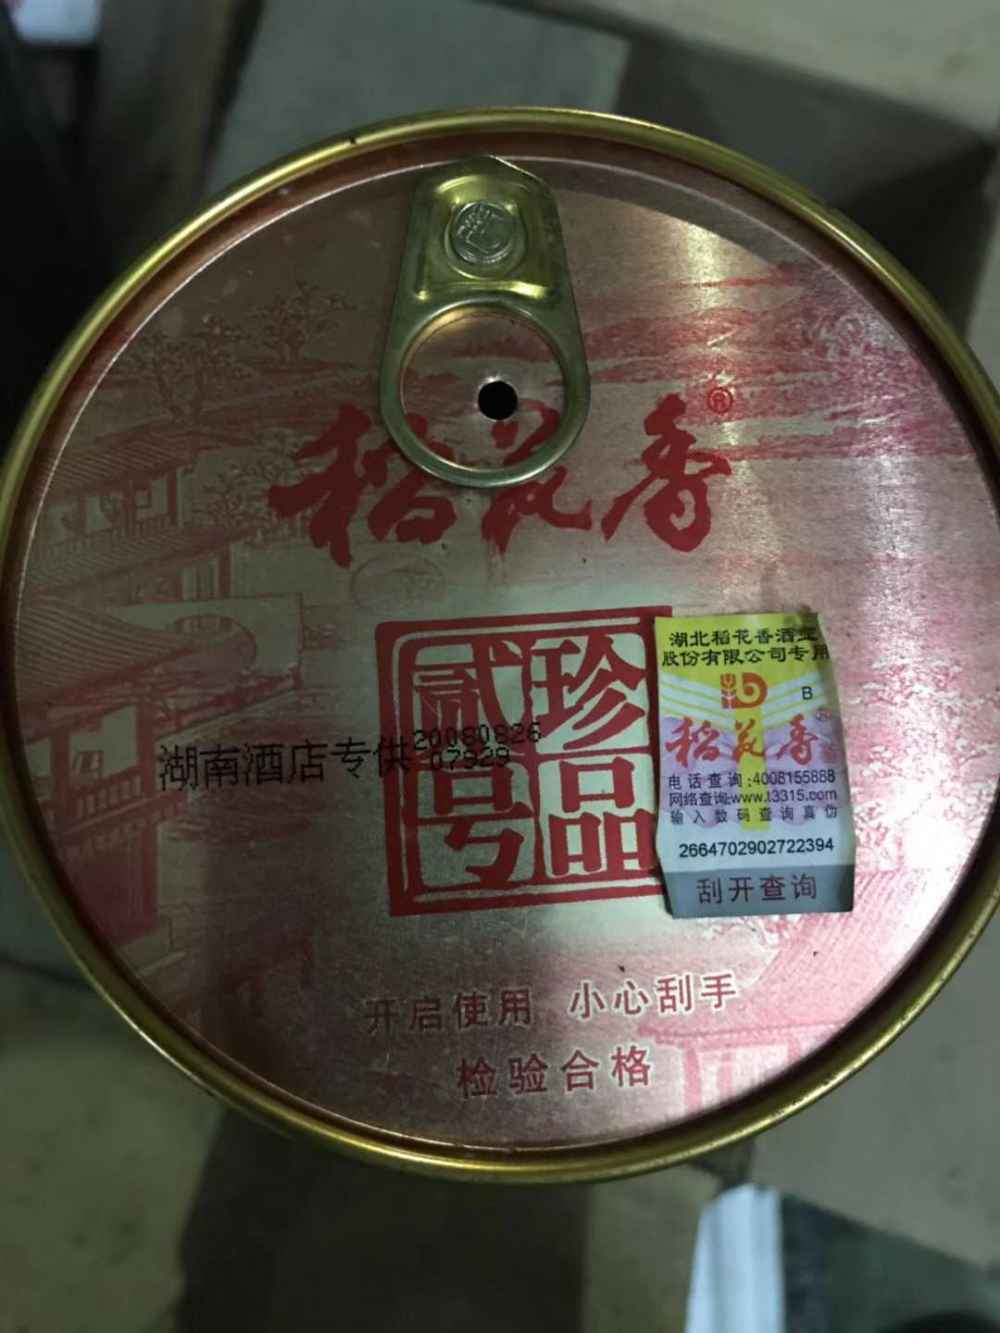 稻花香®
珍品
贰号
湖南酒店专供
20080826
07929
湖北稻花香酒业
股份有限公司专用
B
稻花香
电话查询:4008155888
网络查询:www.t3315.com
输入数码查询真伪
2664702902722394
刮开查询
开启使用 小心刮手
检验合格